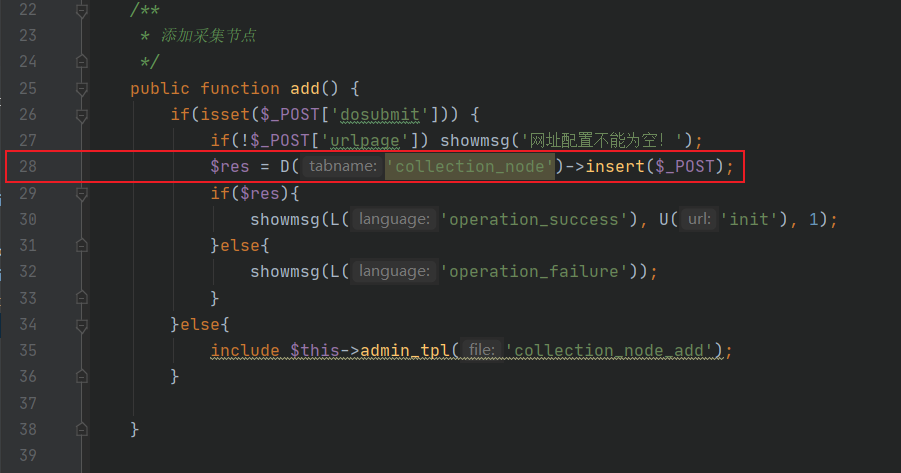 22 /**
23 * 添加采集节点
24 */
25 public function add() {
26 if(isset($_POST['dosubmit'])) {
27 if(!$_POST['urlpage']) showmsg('网址配置不能为空！');
28 $res = D( tabname: 'collection_node')->insert($_POST);
29 if($res){
30 showmsg(L( language: 'operation_success'), U( url: 'init'), 1);
31 }else{
32 showmsg(L( language: 'operation_failure'));
33 }
34 }else{
35 include $this->admin_tpl( file: 'collection_node_add');
36 }
37
38 }
39